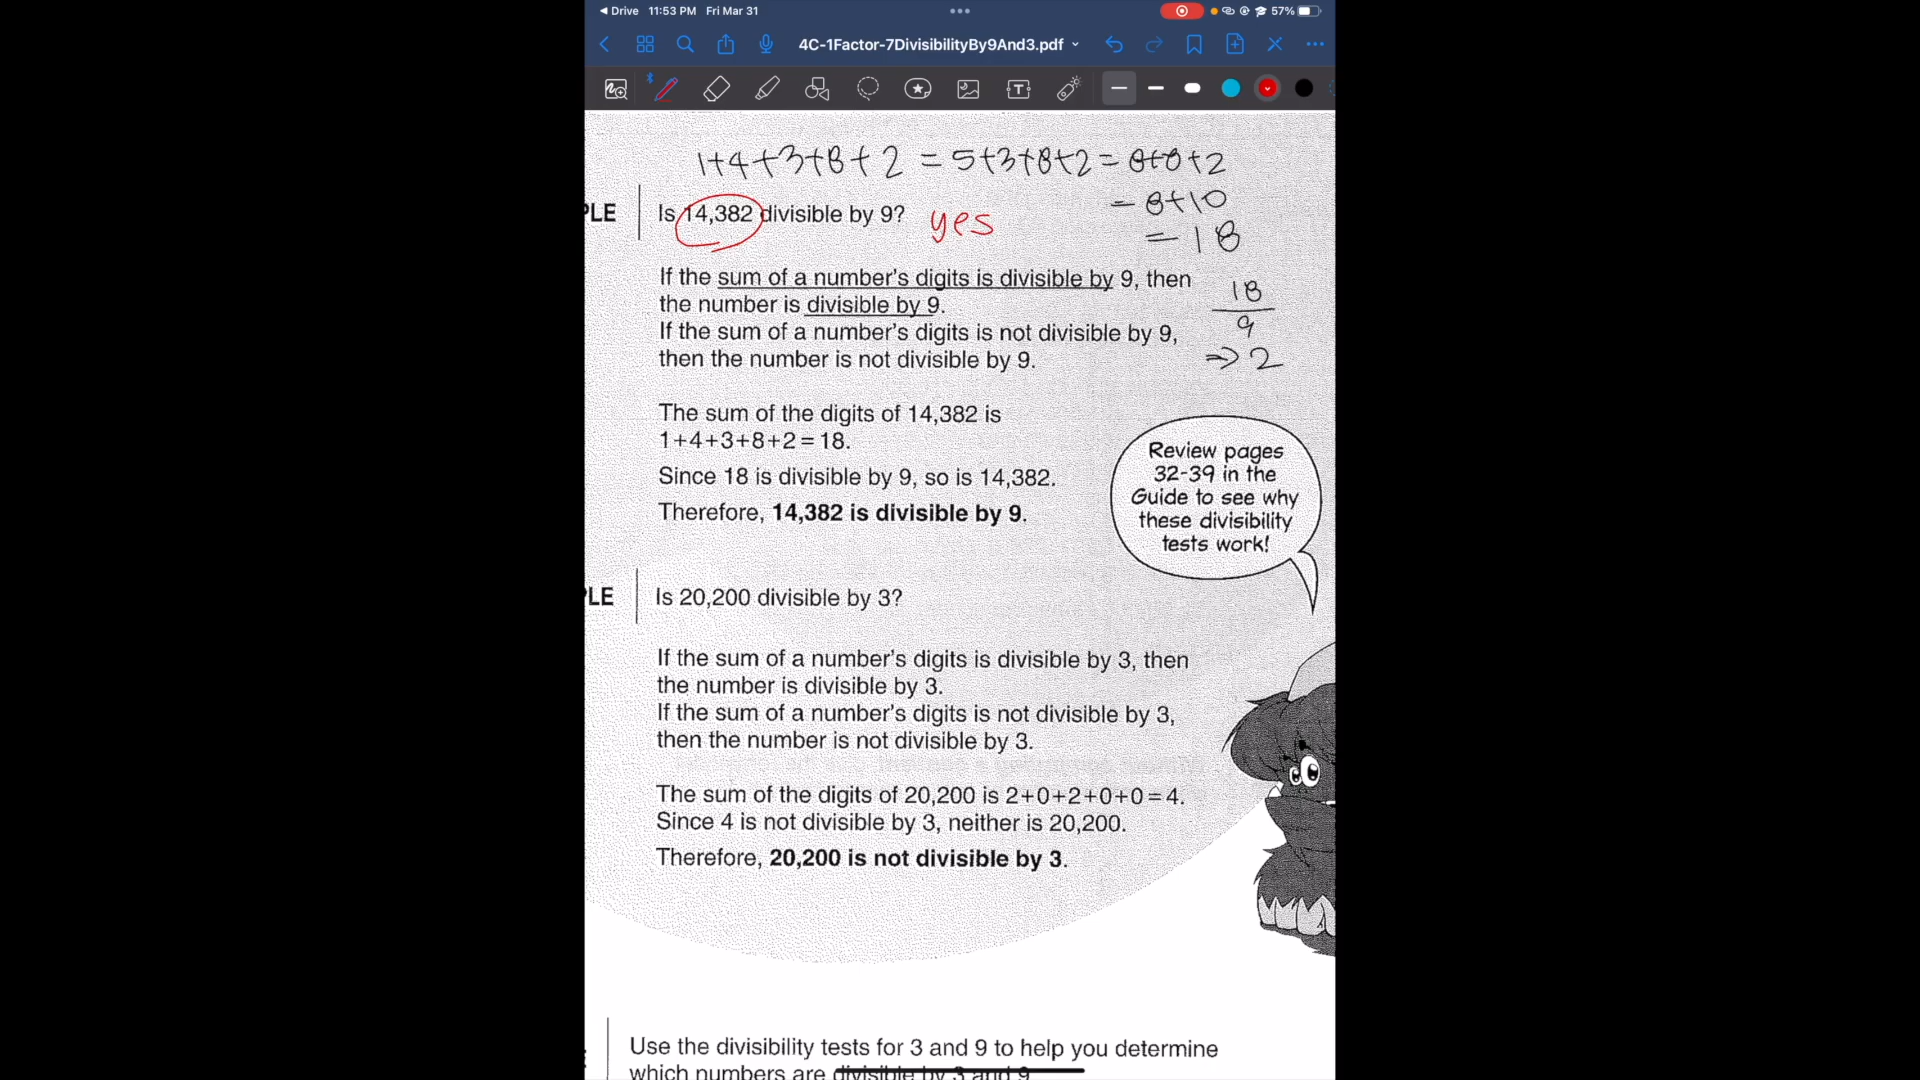 Drive 11:53 PM Fri Mar 31 57%
4C-1Factor-7DivisibilityBy9And3.pdf
1+4+3+8+2 = 5+3+8+2 = 8+8+2
= 8+10
= 18
PLE Is 14,382 divisible by 9? yes
If the sum of a number's digits is divisible by 9, then
the number is divisible by 9.
If the sum of a number's digits is not divisible by 9,
then the number is not divisible by 9.
18
9
⇒ 2
The sum of the digits of 14,382 is
1+4+3+8+2=18.
Since 18 is divisible by 9, so is 14,382.
Therefore, 14,382 is divisible by 9.
Review pages
32-39 in the
Guide to see why
these divisibility
tests work!
LE Is 20,200 divisible by 3?
If the sum of a number's digits is divisible by 3, then
the number is divisible by 3.
If the sum of a number's digits is not divisible by 3,
then the number is not divisible by 3.
The sum of the digits of 20,200 is 2+0+2+0+0=4.
Since 4 is not divisible by 3, neither is 20,200.
Therefore, 20,200 is not divisible by 3.
Use the divisibility tests for 3 and 9 to help you determine
which numbers are divisible by 3 and 9